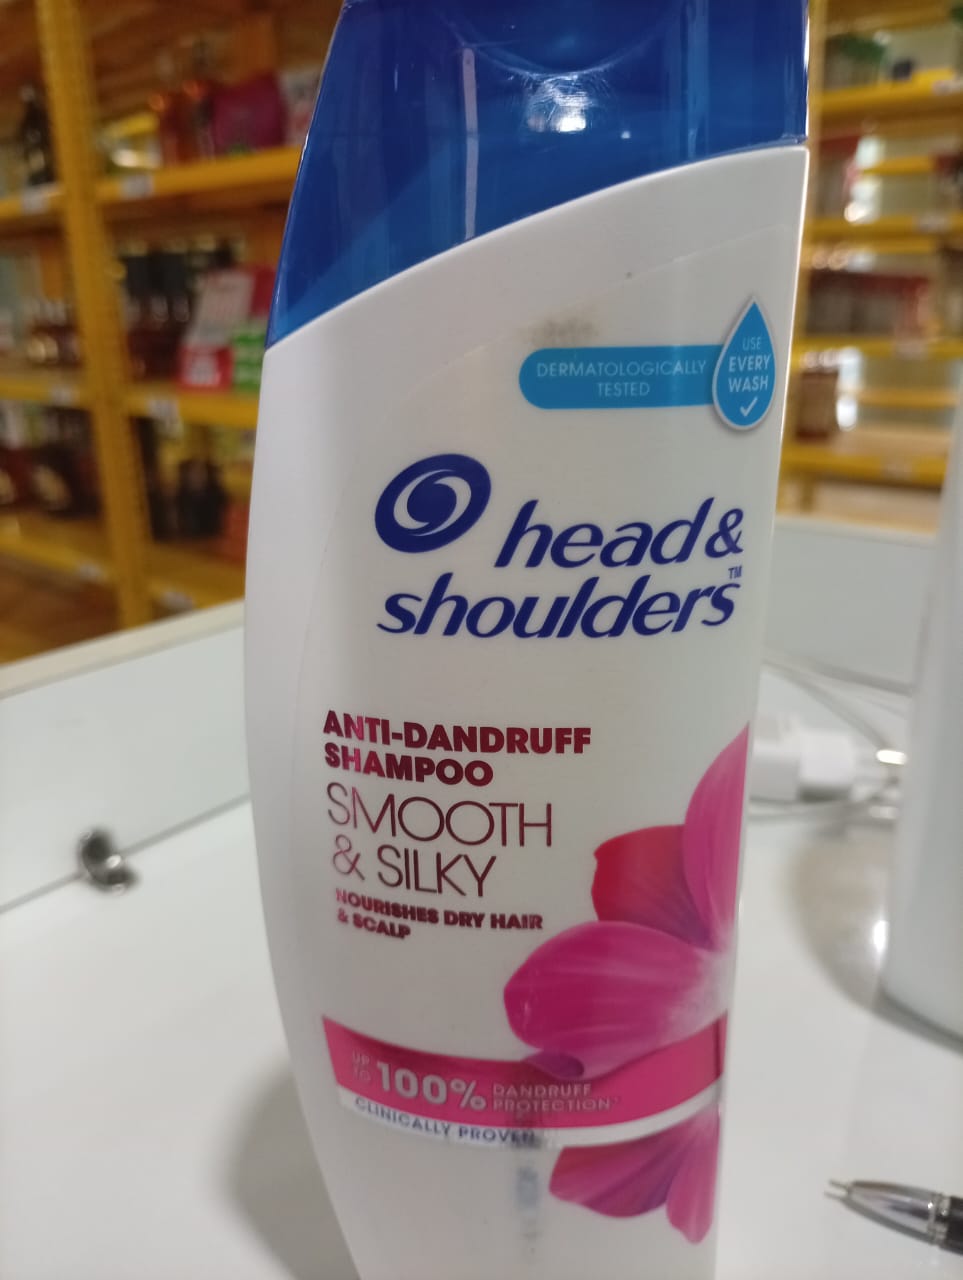 DERMATOLOGICALLY
TESTED
USE
EVERY
WASH
head &
shoulders™
ANTI-DANDRUFF
SHAMPOO
SMOOTH
& SILKY
NOURISHES DRY HAIR
& SCALP
UP
TO
100%
DANDRUFF
PROTECTION*
CLINICALLY PROVEN